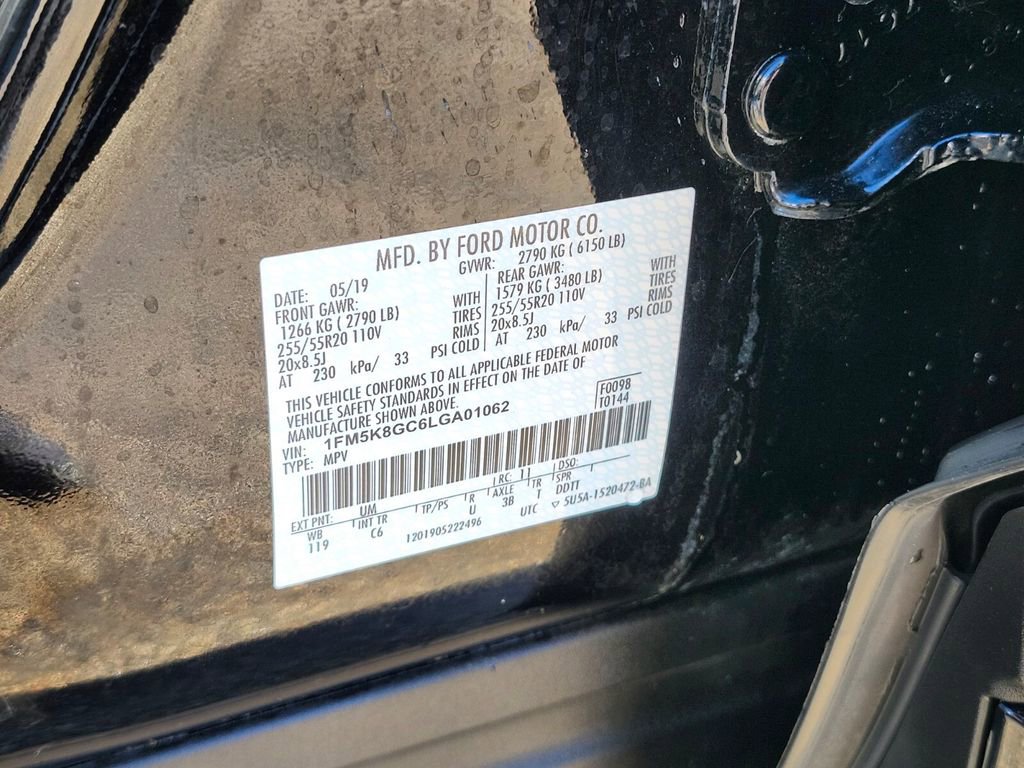 MFD. BY FORD MOTOR CO.
DATE: 05/19 GVWR: 2790 KG ( 6150 LB)
FRONT GAWR: REAR GAWR:
1266 KG ( 2790 LB) WITH 1579 KG ( 3480 LB) WITH
255/55R20 110V TIRES 255/55R20 110V TIRES
20x8.5J RIMS 20x8.5J RIMS
AT 230 kPa/ 33 PSI COLD AT 230 kPa/ 33 PSI COLD
THIS VEHICLE CONFORMS TO ALL APPLICABLE FEDERAL MOTOR
VEHICLE SAFETY STANDARDS IN EFFECT ON THE DATE OF
MANUFACTURE SHOWN ABOVE.
F0098
T0144
VIN: 1FM5K8GC6LGA01062
TYPE: MPV
EXT PNT: UM RC: 11 DSO:
WB INT TR TP/PS R AXLE TR SPR
119 C6 U 3B T DDTT
1201905222496 UTC ▽ 5U5A-1520472-BA